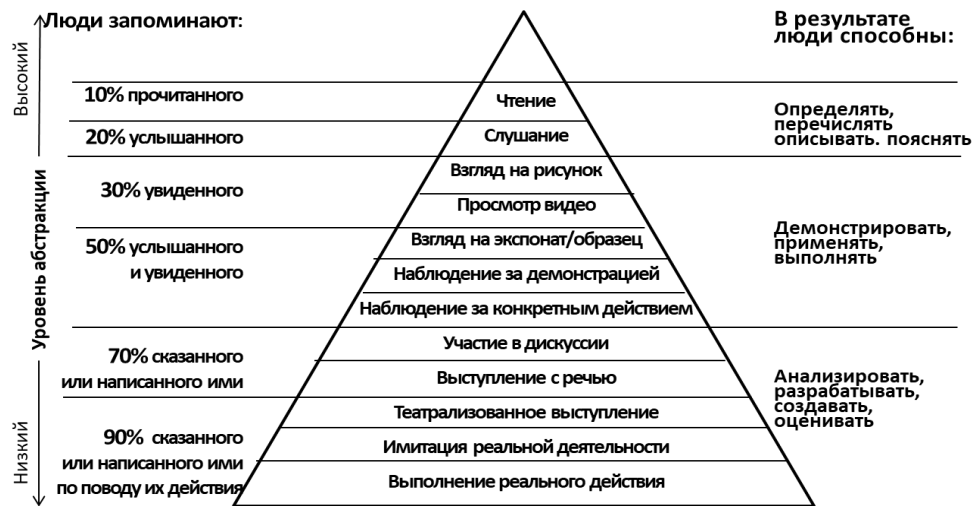 Люди запоминают:
В результате
люди способны:
Высокий
Уровень абстракции
Низкий
10% прочитанного
Чтение
Определять,
перечислять
описывать. пояснять
20% услышанного
Слушание
30% увиденного
Взгляд на рисунок
Просмотр видео
Демонстрировать,
применять,
выполнять
50% услышанного
и увиденного
Взгляд на экспонат/образец
Наблюдение за демонстрацией
Наблюдение за конкретным действием
70% сказанного
или написанного ими
Участие в дискуссии
Выступление с речью
Анализировать,
разрабатывать,
создавать,
оценивать
90% сказанного
или написанного ими
по поводу их действия
Театрализованное выступление
Имитация реальной деятельности
Выполнение реального действия